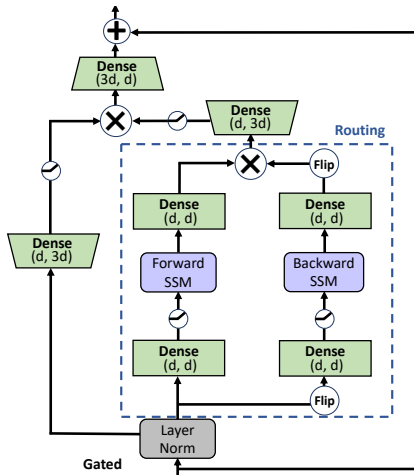 Dense
(3d, d)
Dense
(d, 3d)
Routing
Flip
Dense
(d, d)
Dense
(d, d)
Dense
(d, 3d)
Forward
SSM
Backward
SSM
Dense
(d, d)
Dense
(d, d)
Flip
Layer
Norm
Gated